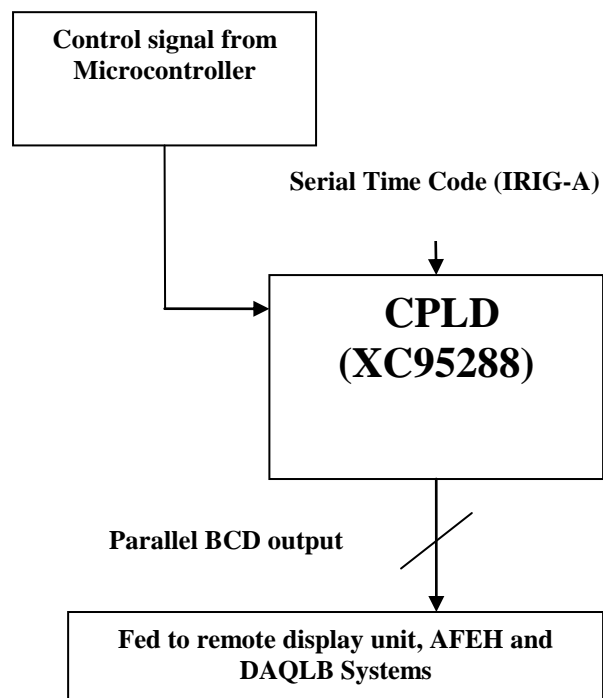 Control signal from
Microcontroller
Serial Time Code (IRIG-A)
CPLD
(XC95288)
Parallel BCD output
Fed to remote display unit, AFEH and
DAQLB Systems